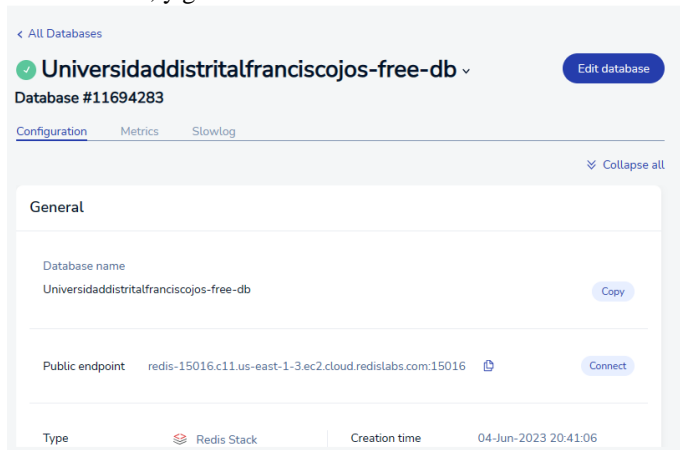 All Databases
Universidaddistritalfranciscojos-free-db
Edit database
Database #11694283
Configuration Metrics Slowlog
Collapse all
General
Database name
Universidaddistritalfranciscojos-free-db
Copy
Public endpoint redis-15016.c11.us-east-1-3.ec2.cloud.redislabs.com:15016 Connect
Type Redis Stack Creation time 04-Jun-2023 20:41:06